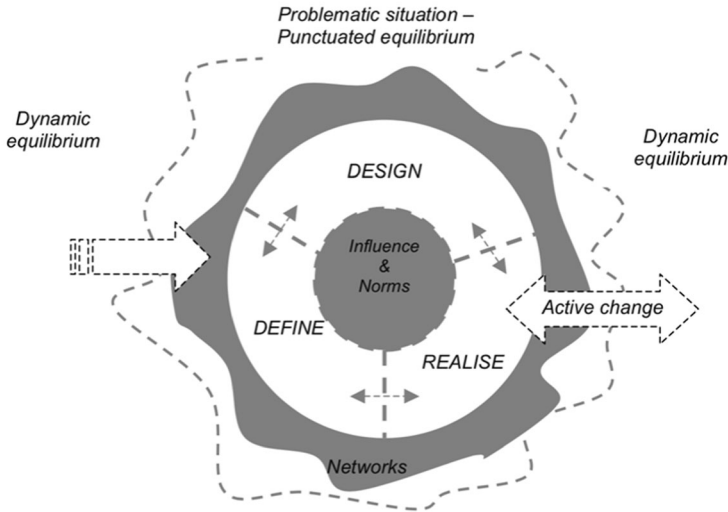 Problematic situation –
Punctuated equilibrium
Dynamic
equilibrium
Dynamic
equilibrium
DESIGN
Influence
&
Norms
Active change
DEFINE
REALISE
Networks